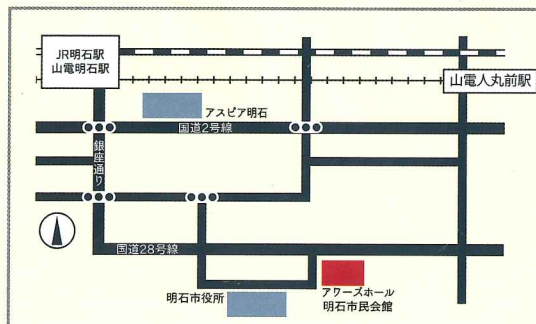 JR明石駅
山電明石駅
山電人丸前駅
アスピア明石
国道2号線
銀座通り
国道28号線
明石市役所
アワーズホール
明石市民会館